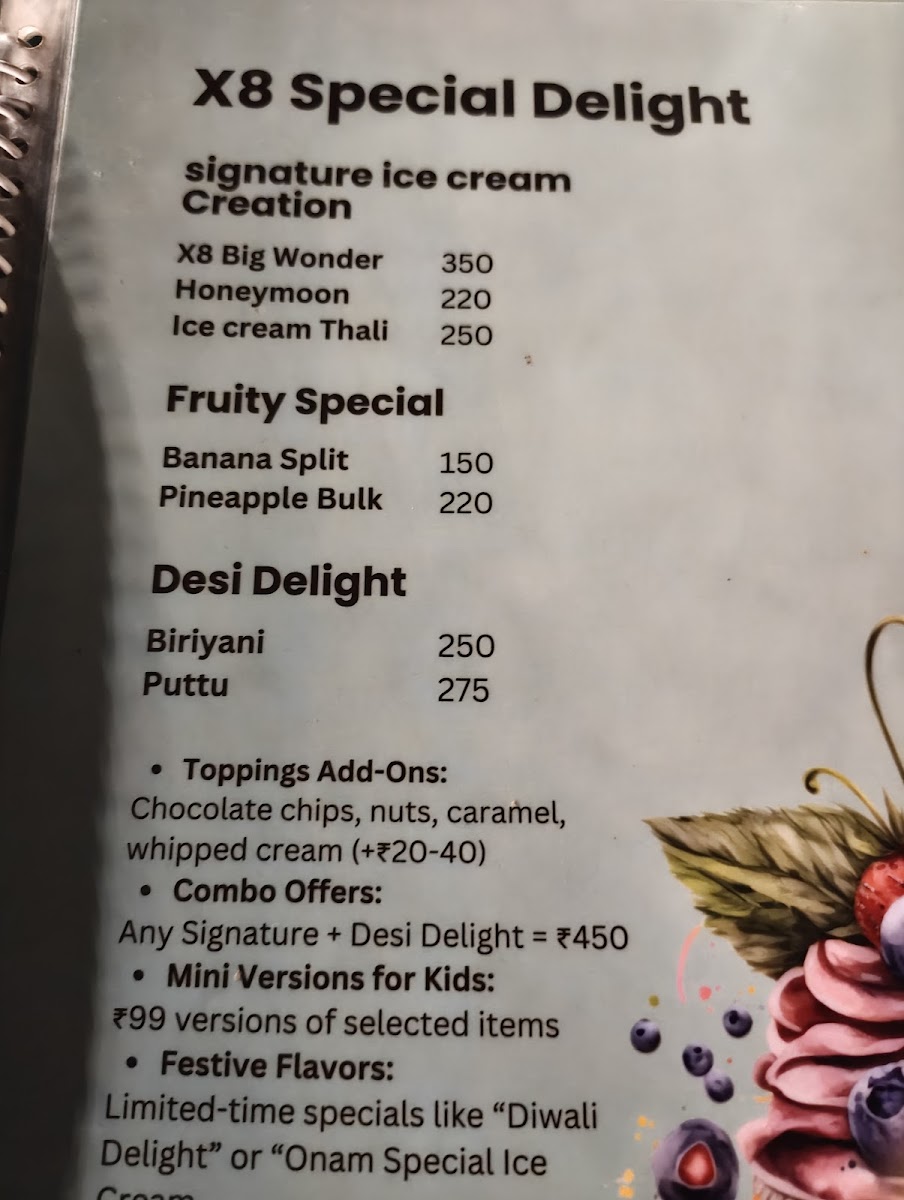 X8 Special Delight
signature ice cream
Creation
X8 Big Wonder 350
Honeymoon 220
Ice cream Thali 250
Fruity Special
Banana Split 150
Pineapple Bulk 220
Desi Delight
Biriyani 250
Puttu 275
• Toppings Add-Ons:
Chocolate chips, nuts, caramel,
whipped cream (+₹20-40)
• Combo Offers:
Any Signature + Desi Delight = ₹450
• Mini Versions for Kids:
₹99 versions of selected items
• Festive Flavors:
Limited-time specials like “Diwali
Delight” or “Onam Special Ice
Cream